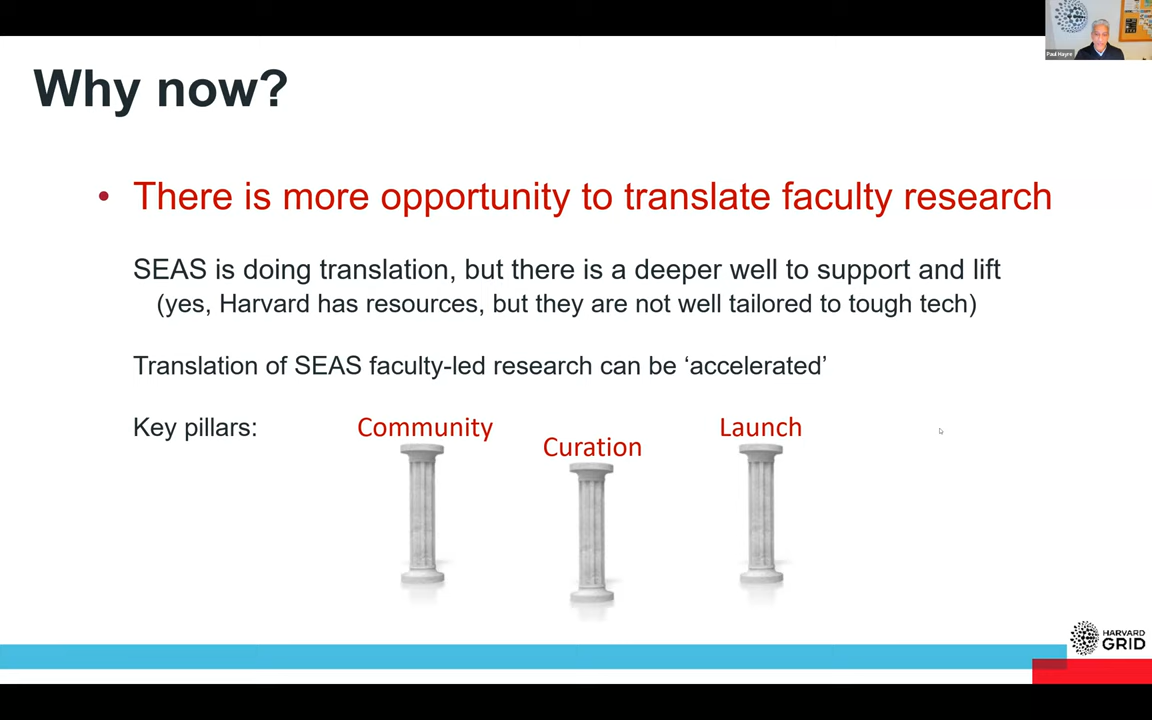 Paul Hayre
Why now?
• There is more opportunity to translate faculty research
SEAS is doing translation, but there is a deeper well to support and lift
(yes, Harvard has resources, but they are not well tailored to tough tech)
Translation of SEAS faculty-led research can be ‘accelerated’
Key pillars:
Community
Curation
Launch
HARVARD
GRID